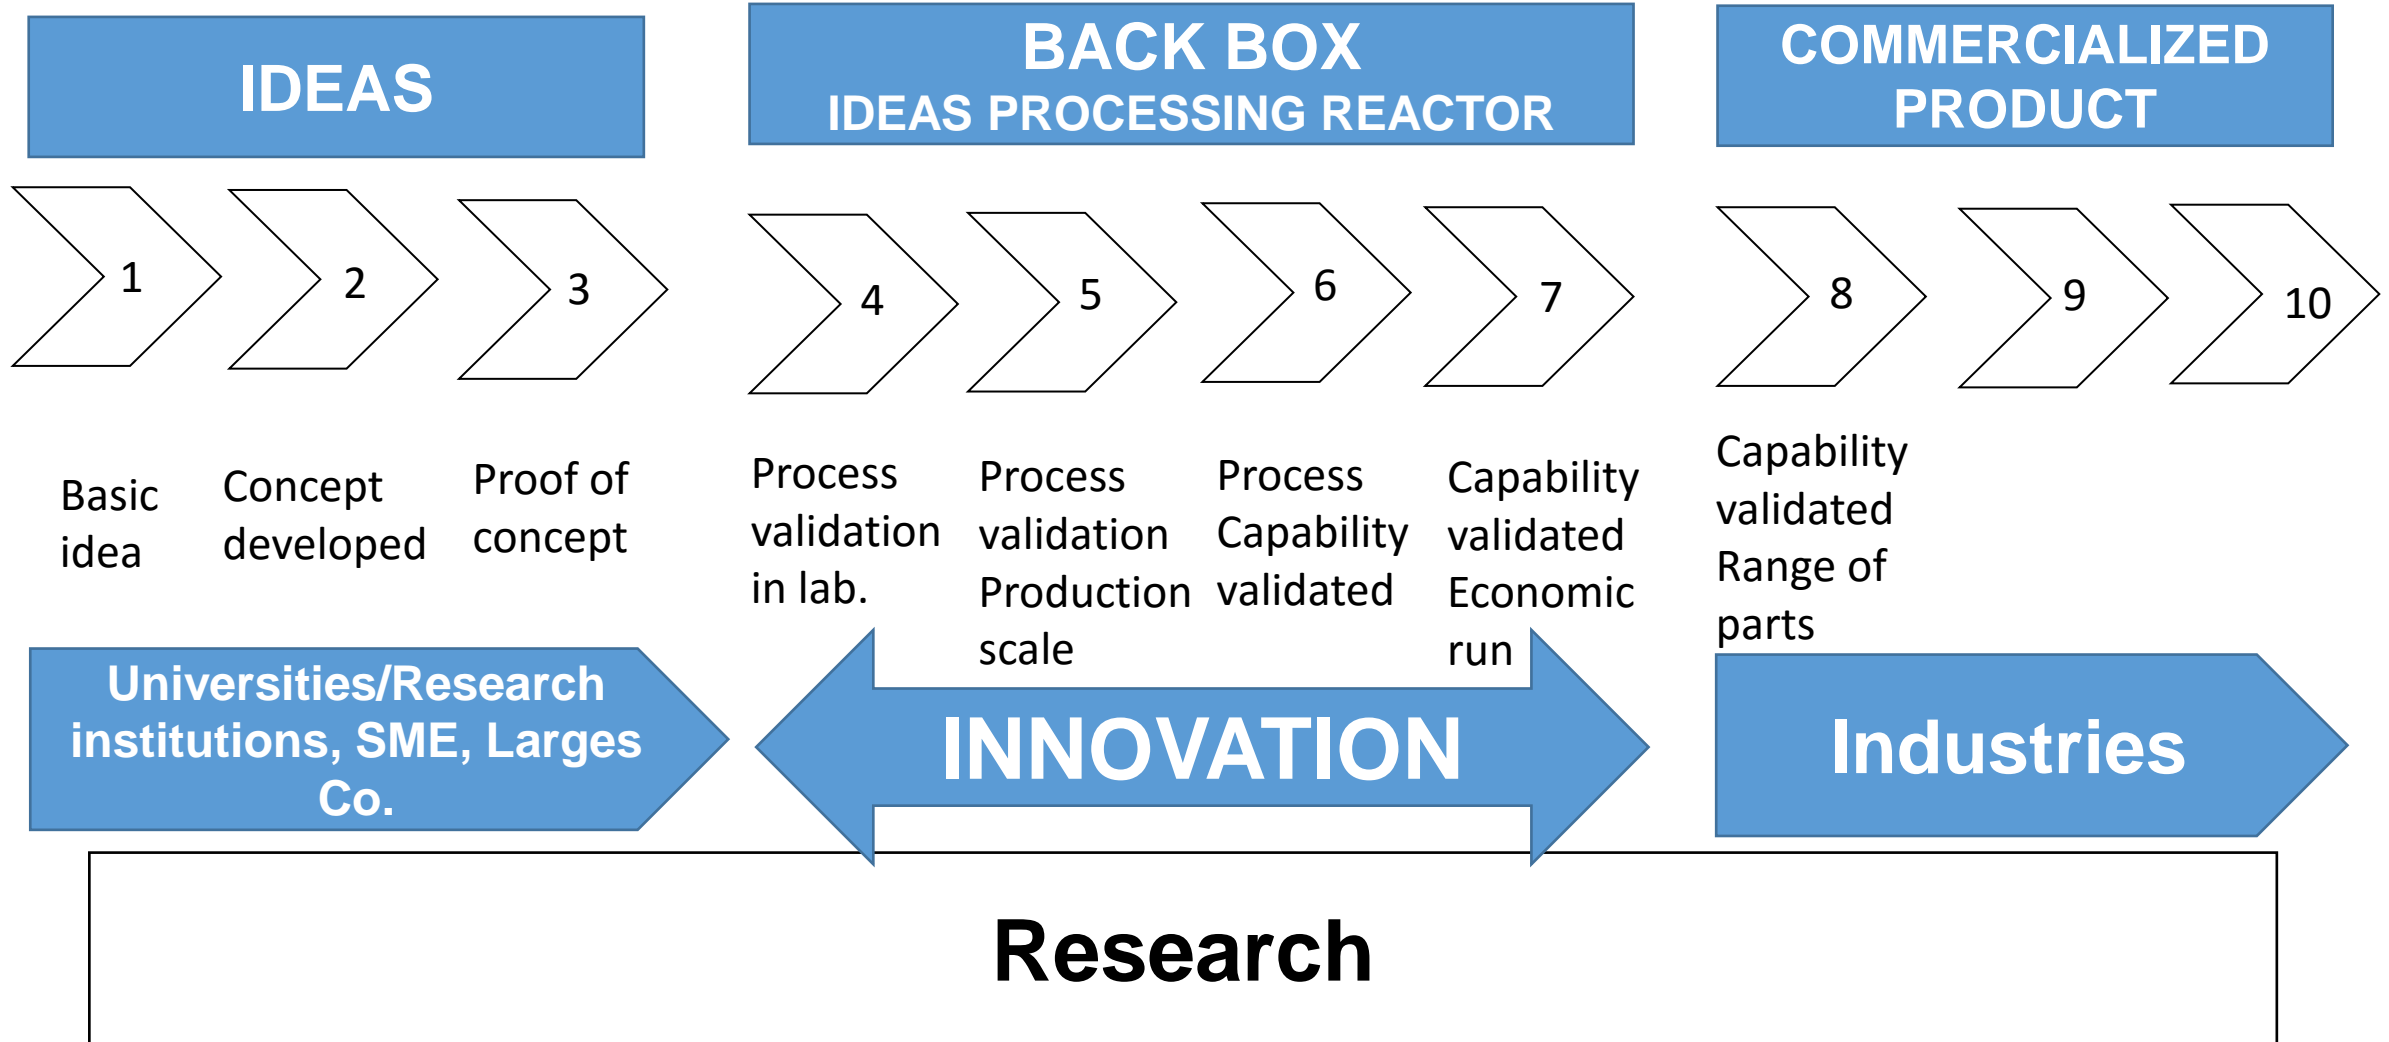 IDEAS
BACK BOX
IDEAS PROCESSING REACTOR
COMMERCIALIZED
PRODUCT
1
2
3
4
5
6
7
8
9
10
Basic
idea
Concept
developed
Proof of
concept
Process
validation
in lab.
Process
validation
Production
scale
Process
Capability
validated
Capability
validated
Economic
run
Capability
validated
Range of
parts
Universities/Research
institutions, SME, Larges
Co.
INNOVATION
Industries
Research